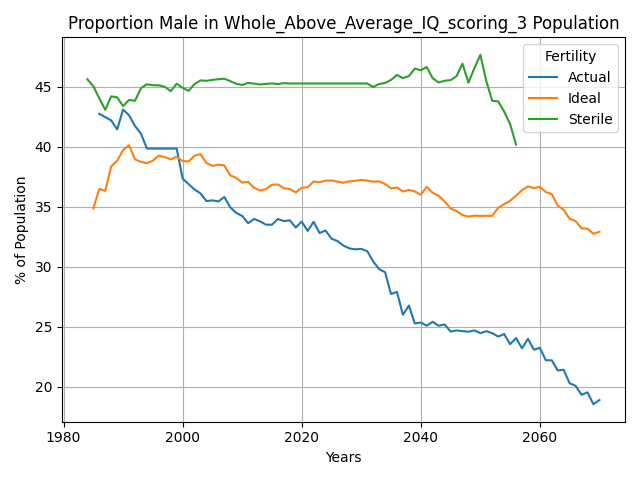 Proportion Male in Whole_Above_Average_IQ_scoring_3 Population
Fertility
Actual
Ideal
Sterile
% of Population
45
40
35
30
25
20
1980
2000
2020
2040
2060
Years